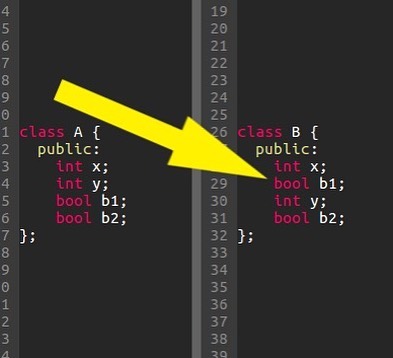 4
5
6
7
8
9
0
1 class A {
2 public:
3 int x;
4 int y;
5 bool b1;
6 bool b2;
7 };
8
9
0
1
2
3
4
19
20
21
22
23
24
25
26 class B {
public:
int x;
29 bool b1;
30 int y;
31 bool b2;
32 };
33
34
35
36
37
38
39